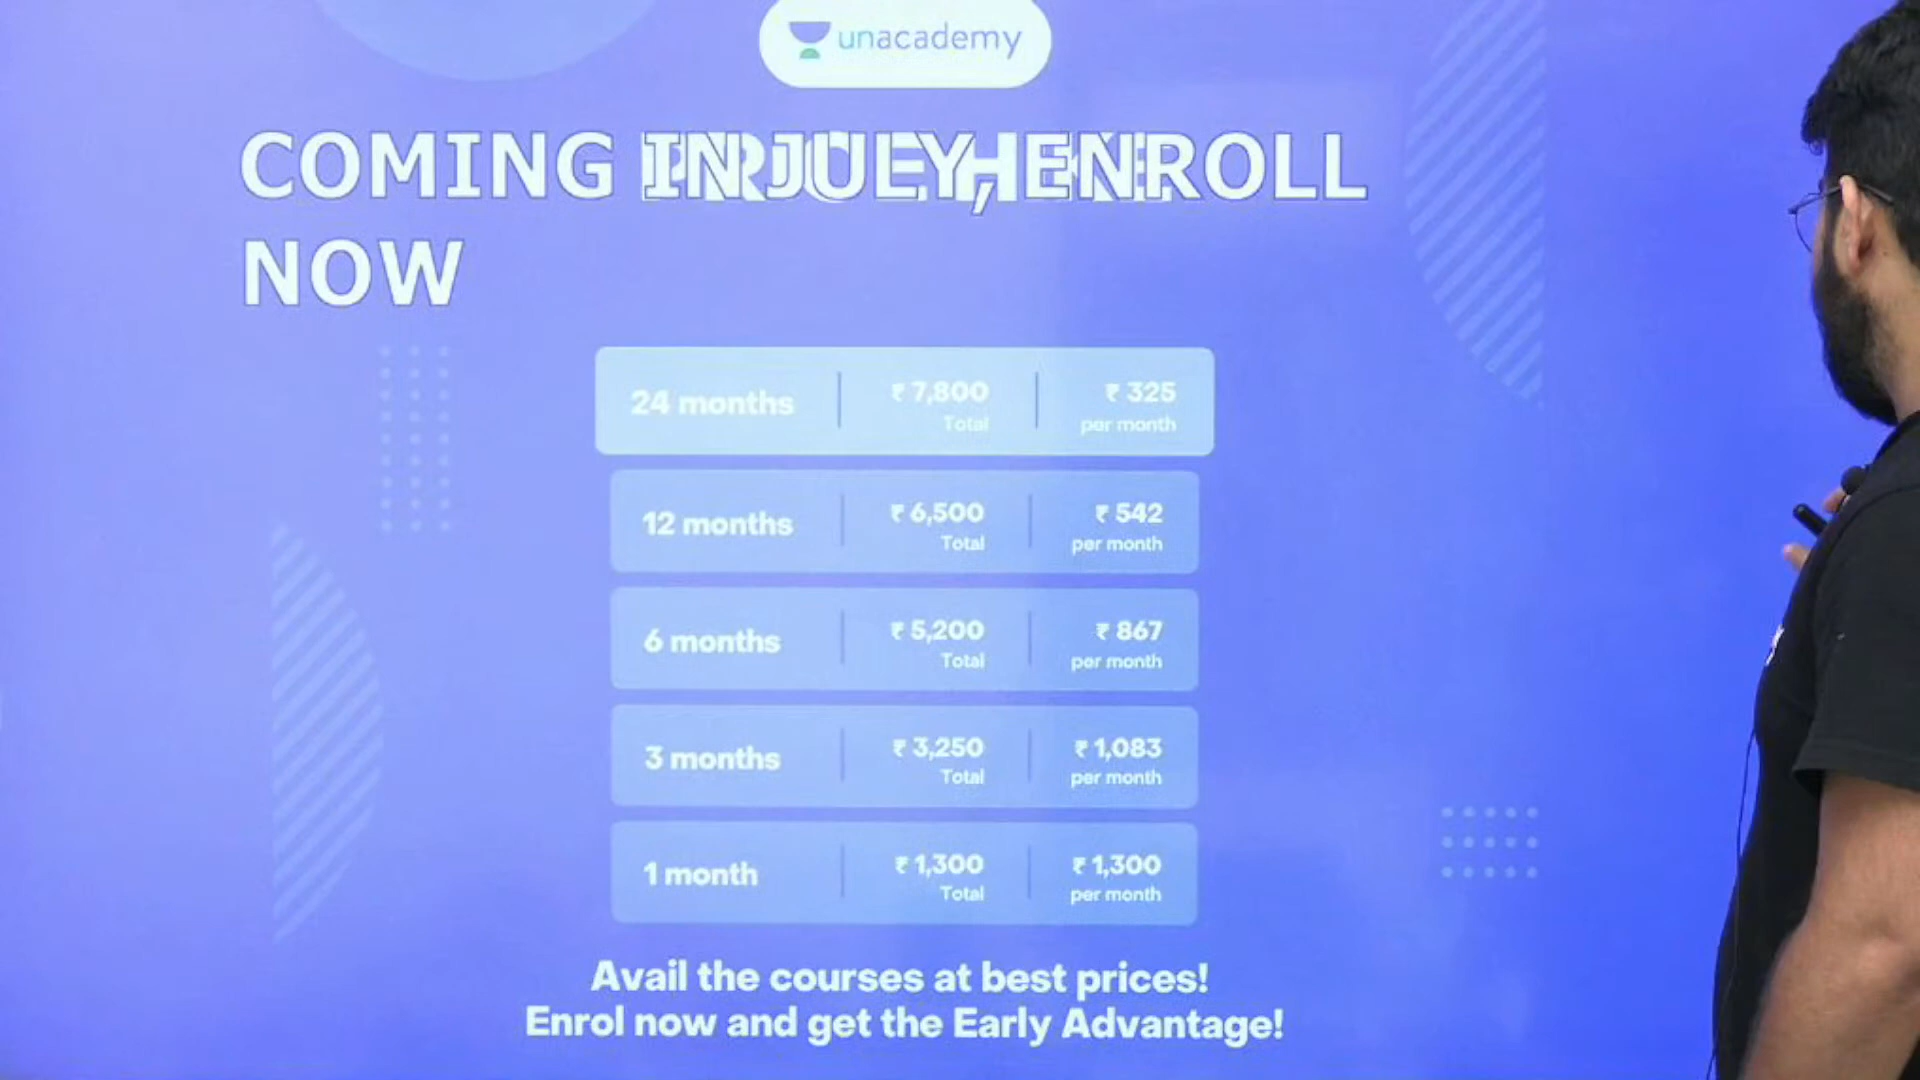 unacademy
COMING IN JULY, ENROLL
NOW
24 months ₹ 7,800 ₹ 325
Total per month
12 months ₹ 6,500 ₹ 542
Total per month
6 months ₹ 5,200 ₹ 867
Total per month
3 months ₹ 3,250 ₹ 1,083
Total per month
1 month ₹ 1,300 ₹ 1,300
Total per month
Avail the courses at best prices!
Enrol now and get the Early Advantage!